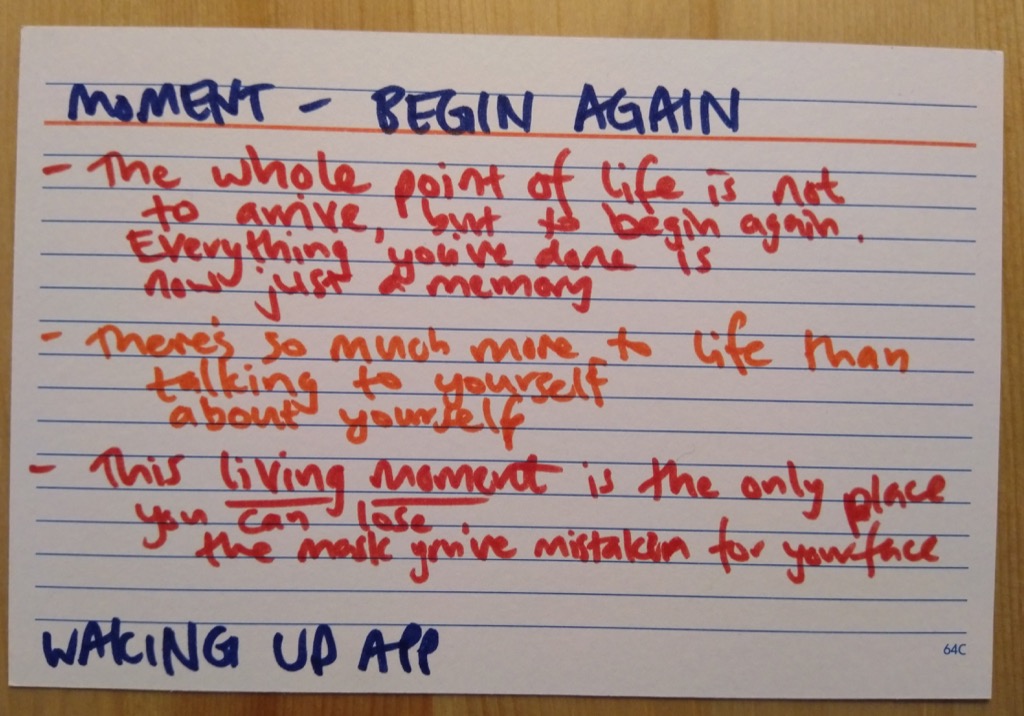 MOMENT - BEGIN AGAIN
- The whole point of life is not
to arrive, but to begin again.
Everything you've done is
now just a memory
- There's so much more to life than
talking to yourself
about yourself
- This living moment is the only place
you can lose.
the mask you've mistaken for your face
WAKING UP APP
64C